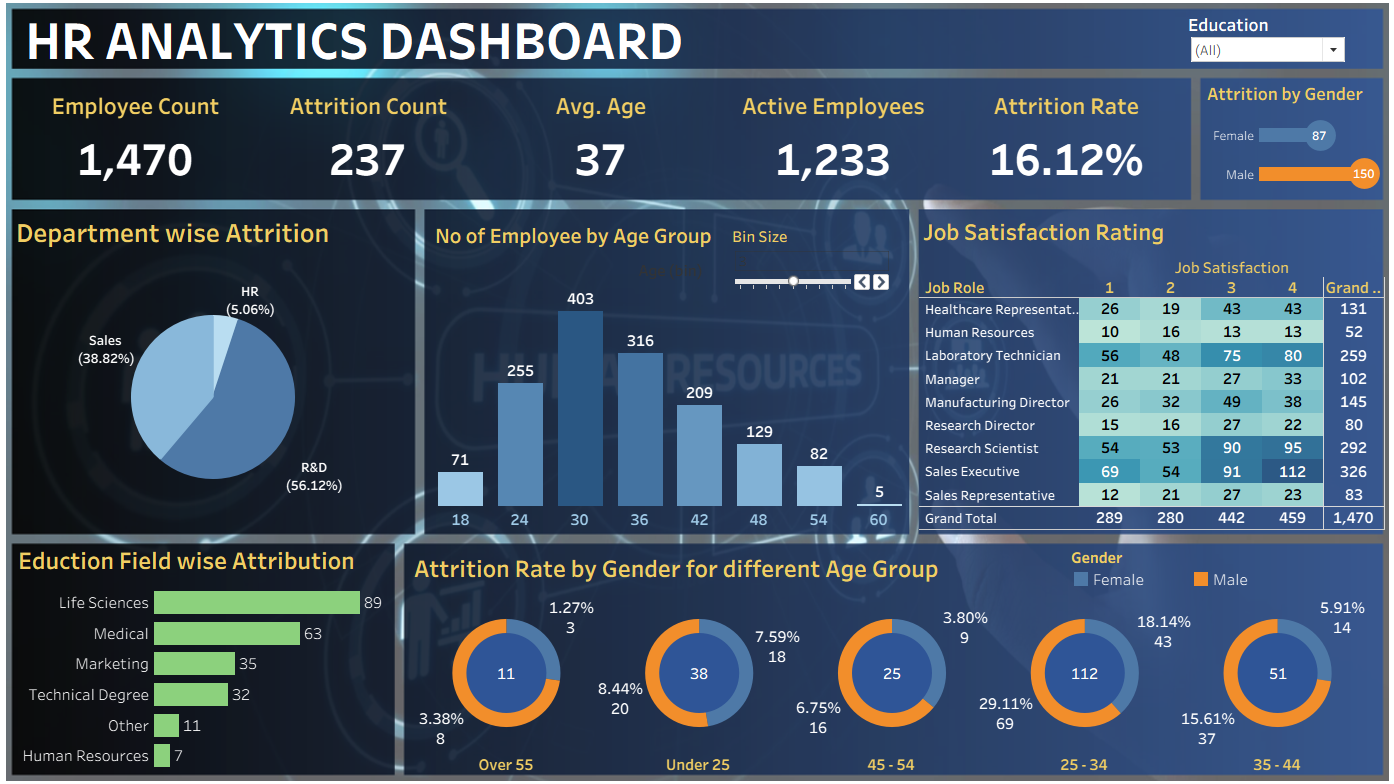 HR ANALYTICS DASHBOARD
Education
(All)
Employee Count
1,470
Attrition Count
237
Avg. Age
37
Active Employees
1,233
Attrition Rate
16.12%
Attrition by Gender
Female 87
Male 150
Department wise Attrition
HR
(5.06%)
Sales
(38.82%)
R&D
(56.12%)
No of Employee by Age Group
Bin Size
403
316
255
209
129
71
82
5
18 24 30 36 42 48 54 60
HUMAN RESOURCES
Job Satisfaction Rating
Job Satisfaction
Job Role 1 2 3 4 Grand ..
Healthcare Representat.. 26 19 43 43 131
Human Resources 10 16 13 13 52
Laboratory Technician 56 48 75 80 259
Manager 21 21 27 33 102
Manufacturing Director 26 32 49 38 145
Research Director 15 16 27 22 80
Research Scientist 54 53 90 95 292
Sales Executive 69 54 91 112 326
Sales Representative 12 21 27 23 83
Grand Total 289 280 442 459 1,470
Eduction Field wise Attribution
Life Sciences 89
Medical 63
Marketing 35
Technical Degree 32
Other 11
Human Resources 7
Attrition Rate by Gender for different Age Group
Gender
Female Male
1.27%
3
11
3.38%
8
Over 55
7.59%
18
38
8.44%
20
Under 25
3.80%
9
25
6.75%
16
45 - 54
18.14%
43
112
29.11%
69
25 - 34
5.91%
14
51
15.61%
37
35 - 44